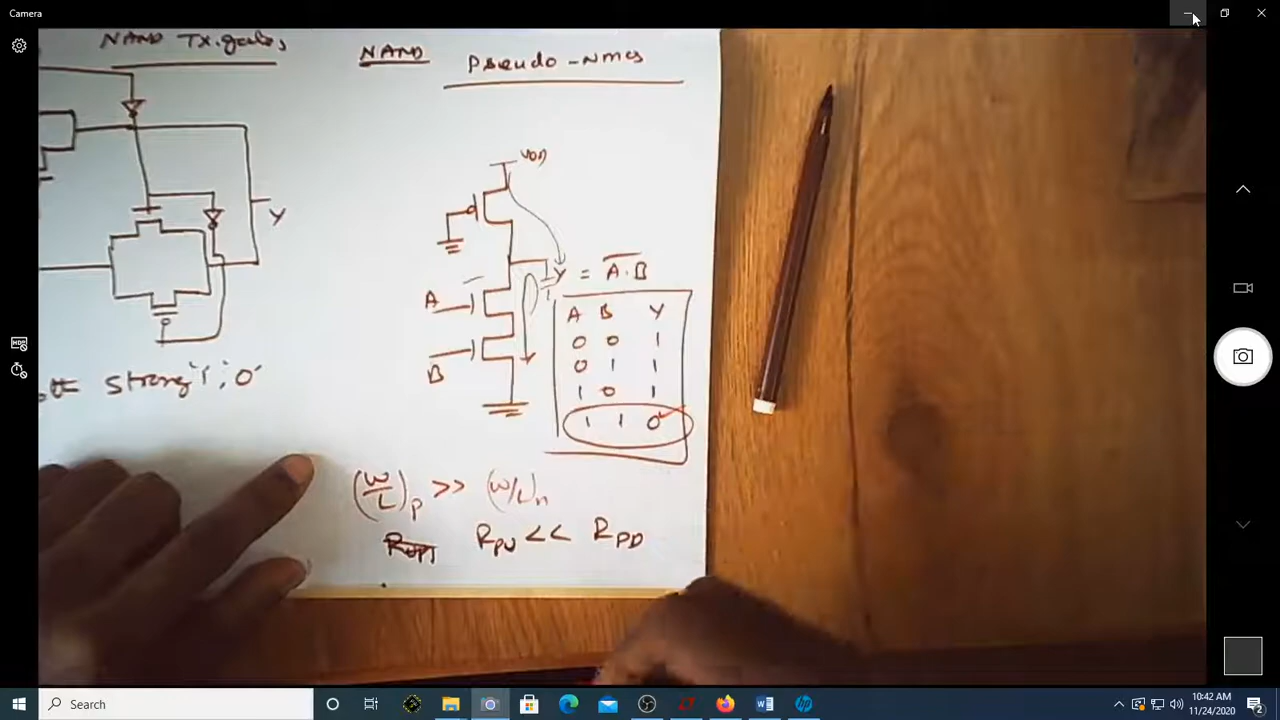 Camera
NAND Tx.gates
NAND Pseudo-nmos
VDD
Y
Y = A.B
A
B
A B Y
0 0 1
0 1 1
1 0 1
1 1 0
strong '1', '0'
(W/L)p >> (W/L)n
RPU << RPD
Search
10:42 AM
11/24/2020